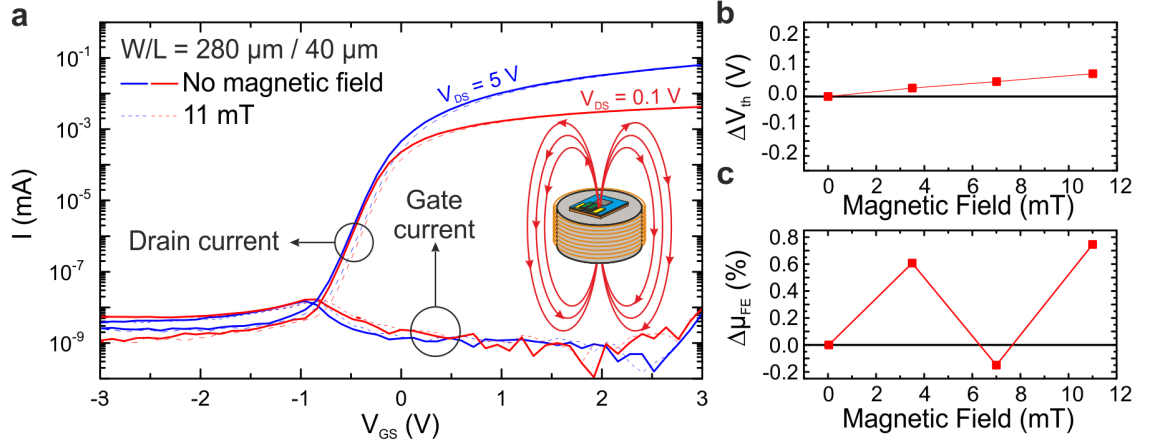 a
W/L = 280 µm / 40 µm
No magnetic field
11 mT
V_DS = 5 V
V_DS = 0.1 V
Drain current
Gate
current
I (mA)
10^-1
10^-3
10^-5
10^-7
10^-9
-3 -2 -1 0 1 2 3
V_GS (V)
b
ΔV_th (V)
0.2
0.1
0.0
-0.1
-0.2
0 2 4 6 8 10 12
Magnetic Field (mT)
c
Δµ_FE (%)
0.8
0.6
0.4
0.2
0.0
-0.2
0 2 4 6 8 10 12
Magnetic Field (mT)